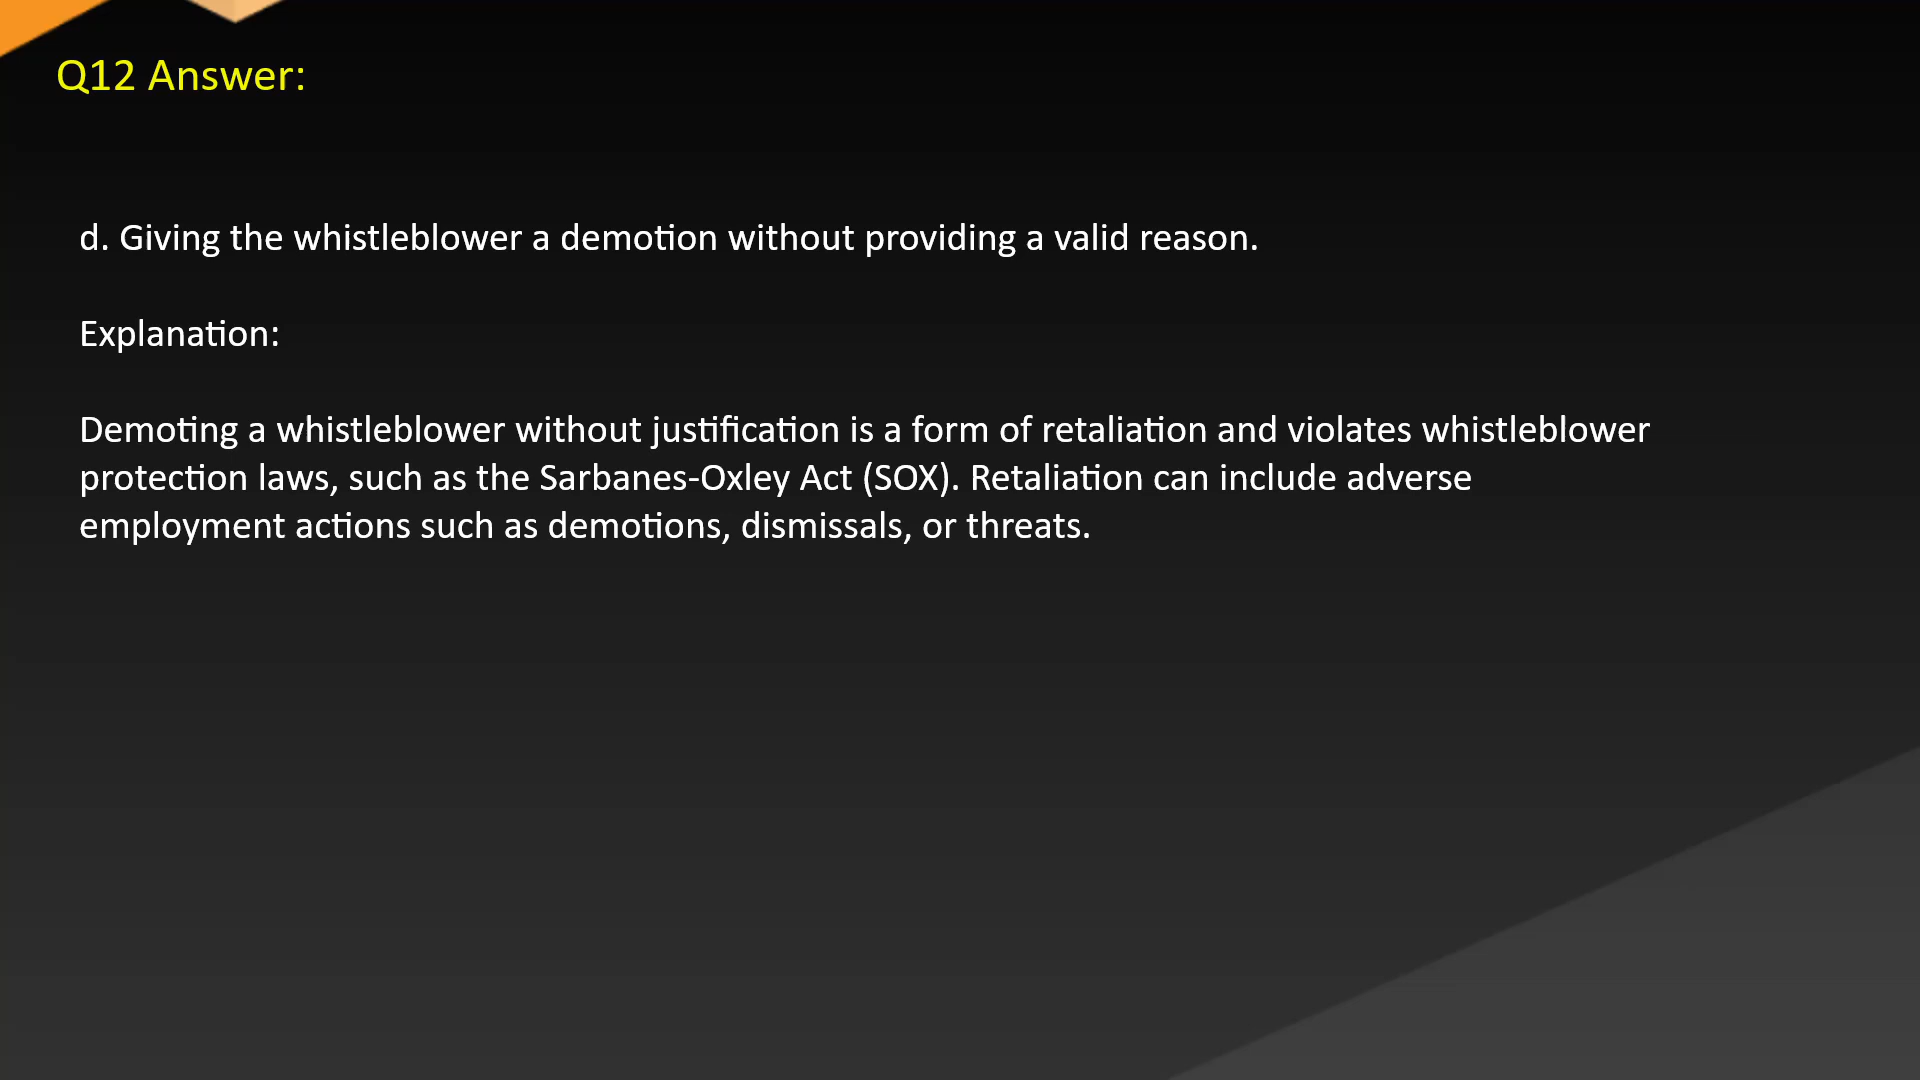 Q12 Answer:
d. Giving the whistleblower a demotion without providing a valid reason.
Explanation:
Demoting a whistleblower without justification is a form of retaliation and violates whistleblower
protection laws, such as the Sarbanes-Oxley Act (SOX). Retaliation can include adverse
employment actions such as demotions, dismissals, or threats.